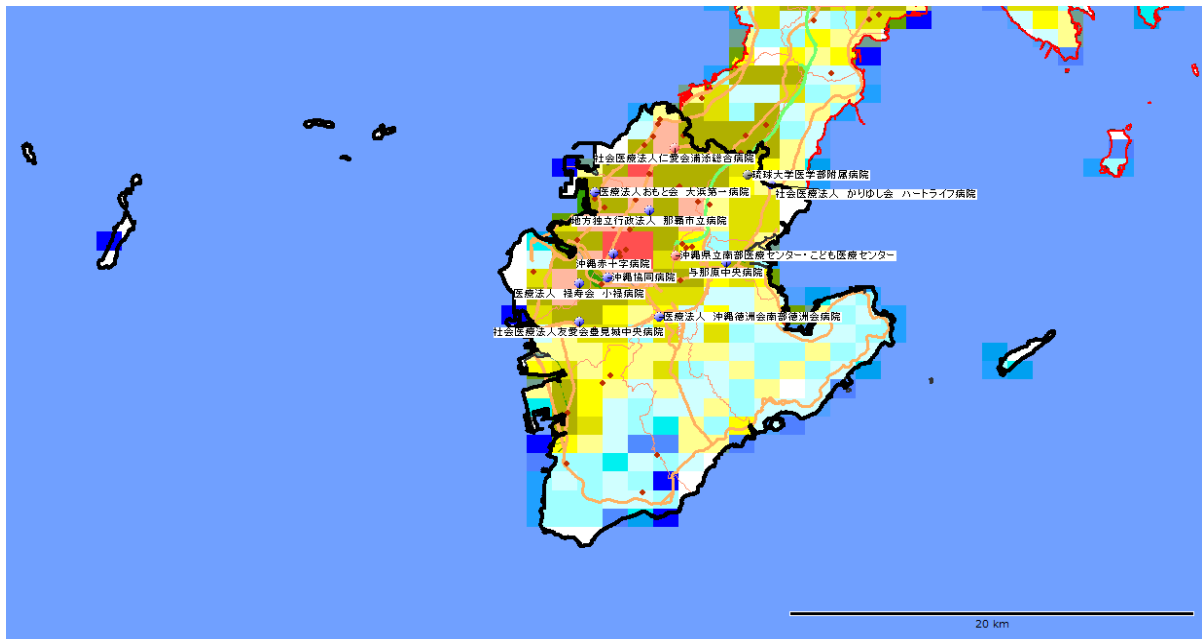 社会医療法人仁愛会浦添総合病院
琉球大学医学部附属病院
医療法人おもと会 大浜第一病院
社会医療法人 かりゆし会 ハートライフ病院
地方独立行政法人 那覇市立病院
沖縄県立南部医療センター・こども医療センター
沖縄赤十字病院
与那原中央病院
沖縄協同病院
医療法人 禄寿会 小禄病院
医療法人 沖縄徳洲会南部徳洲会病院
社会医療法人友愛会豊見城中央病院
20 km